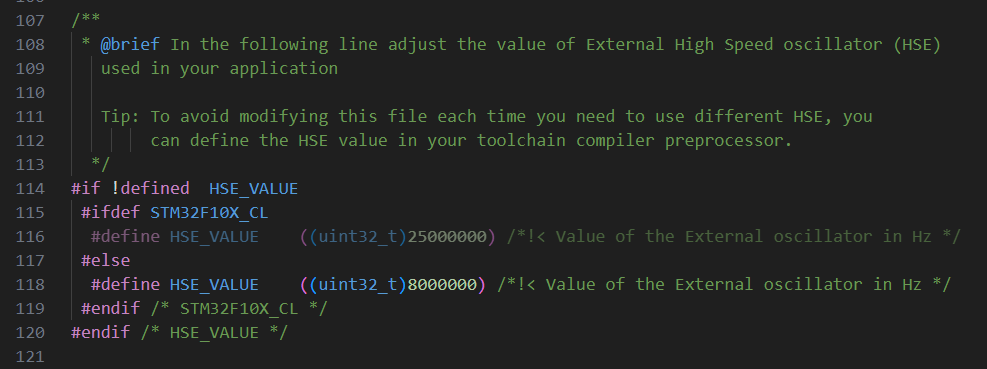 107 /**
108  * @brief In the following line adjust the value of External High Speed oscillator (HSE)
109    used in your application
110
111    Tip: To avoid modifying this file each time you need to use different HSE, you
112         can define the HSE value in your toolchain compiler preprocessor.
113   */
114 #if !defined  HSE_VALUE
115  #ifdef STM32F10X_CL
116   #define HSE_VALUE    ((uint32_t)25000000) /*!< Value of the External oscillator in Hz */
117  #else
118   #define HSE_VALUE    ((uint32_t)8000000) /*!< Value of the External oscillator in Hz */
119  #endif /* STM32F10X_CL */
120 #endif /* HSE_VALUE */
121